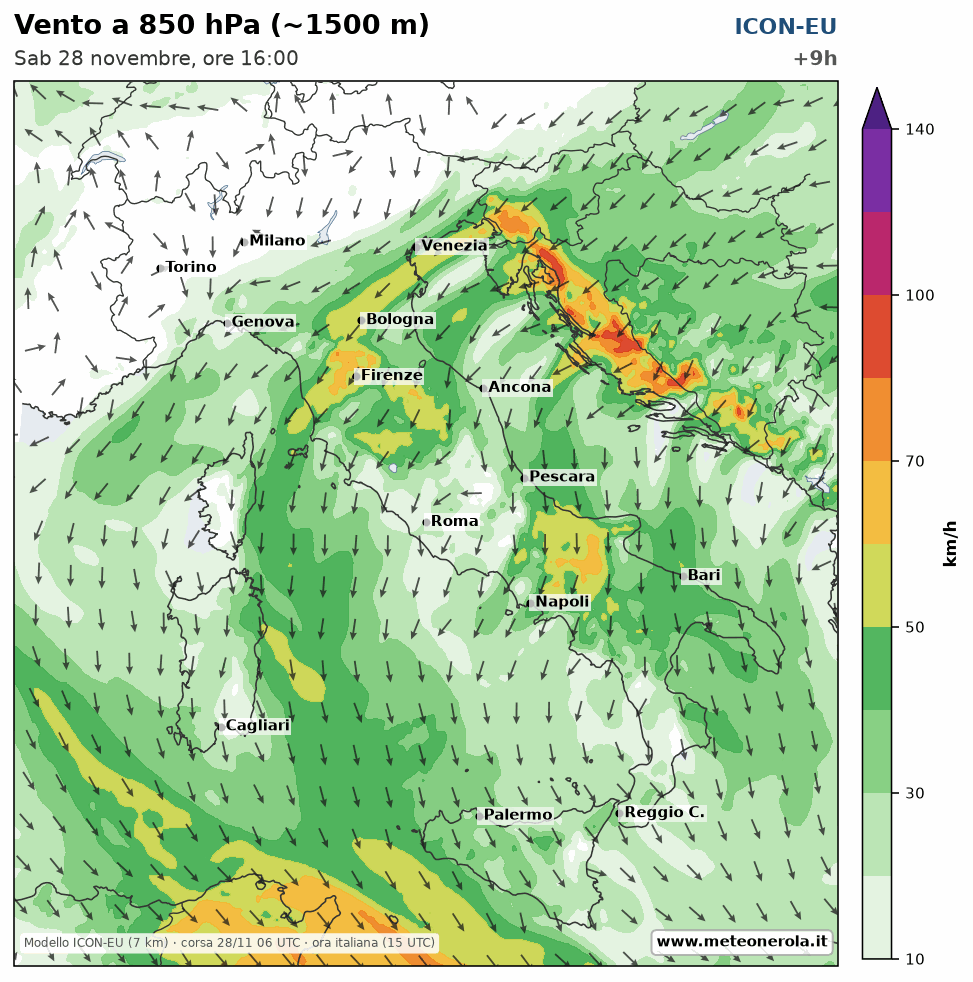 Vento a 850 hPa (~1500 m)
ICON-EU
Sab 28 novembre, ore 16:00
+9h
140
Venezia
Milano
Torino
100
Genova
Bologna
Firenze
Ancona
70
Pescara
Roma
km/h
Bari
Napoli
50
Cagliari
30
Palermo
Reggio C.
Modello ICON-EU (7 km) · corsa 28/11 06 UTC · ora italiana (15 UTC)
www.meteonerola.it
10